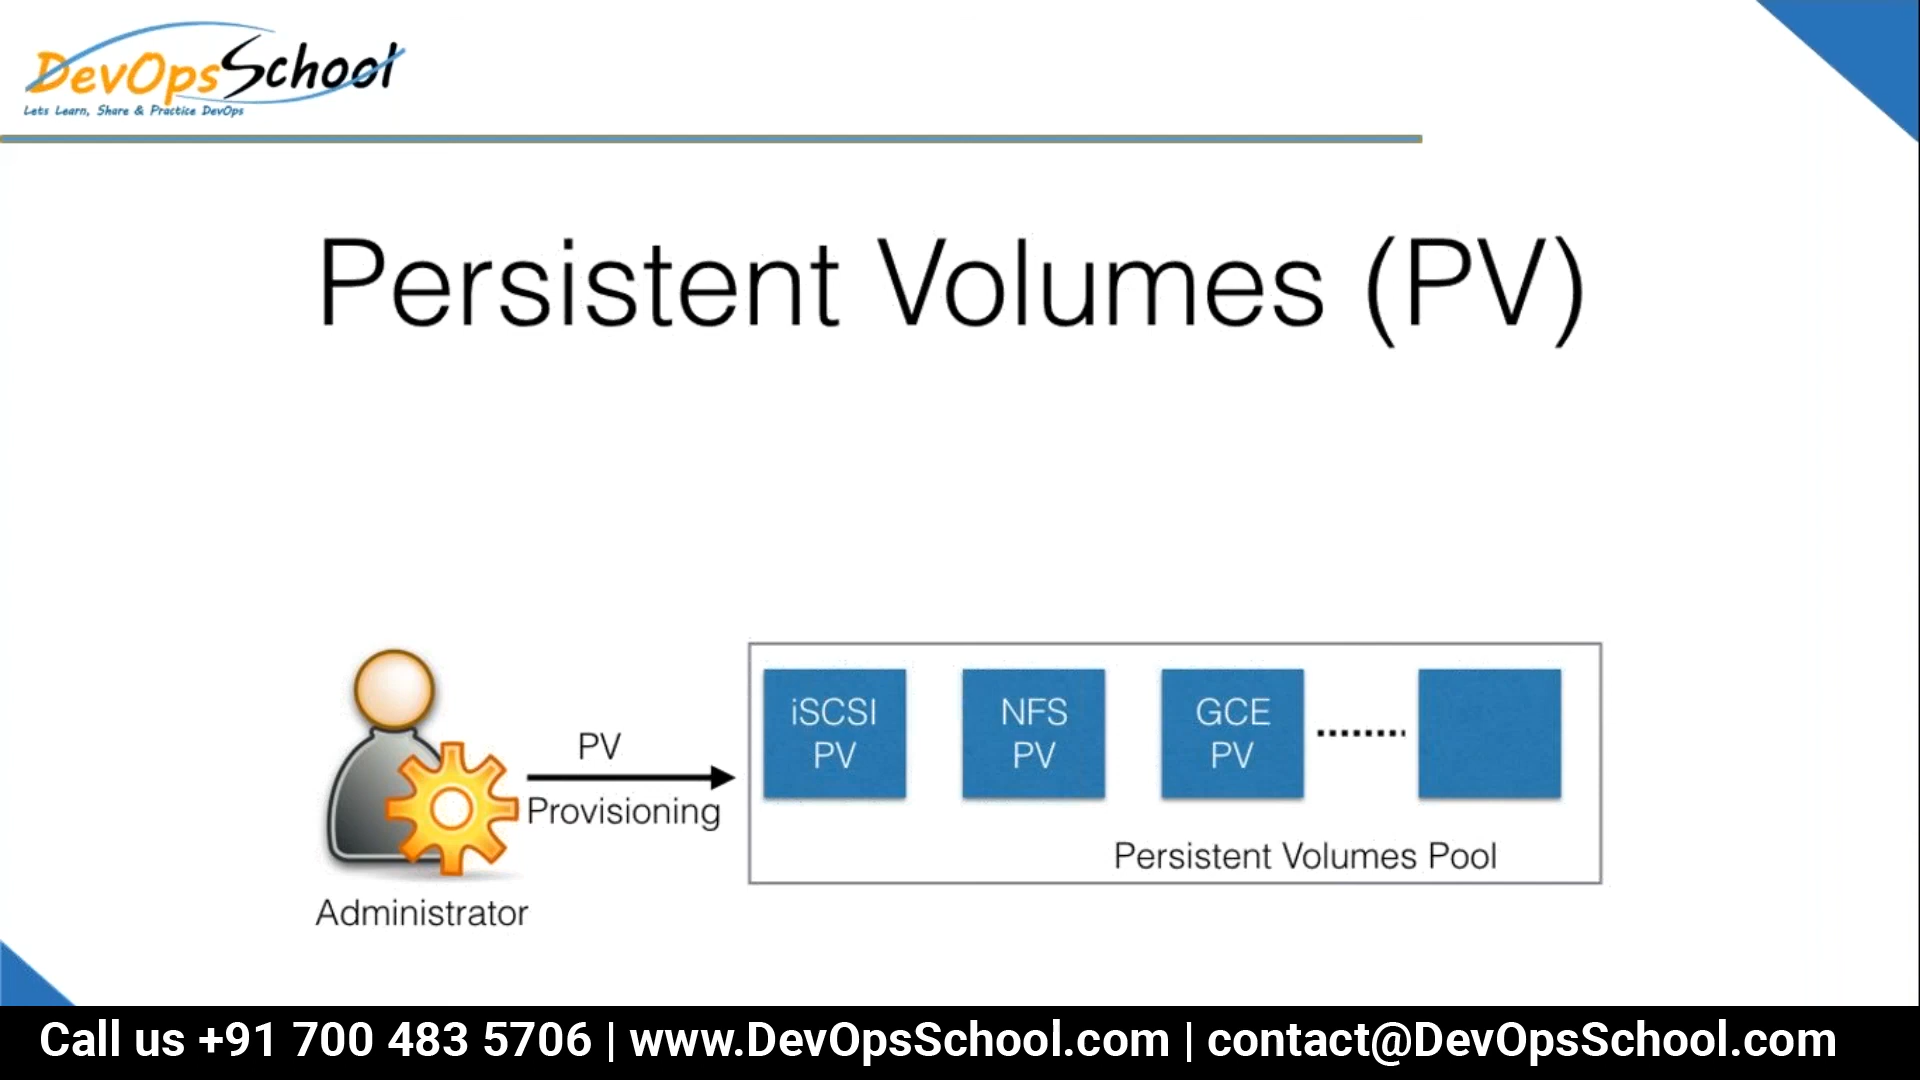 DevOpsSchool
Lets Learn, Share & Practice DevOps
Persistent Volumes (PV)
iSCSI
PV
NFS
PV
GCE
PV
PV
Provisioning
Persistent Volumes Pool
Administrator
Call us +91 700 483 5706 | www.DevOpsSchool.com | contact@DevOpsSchool.com